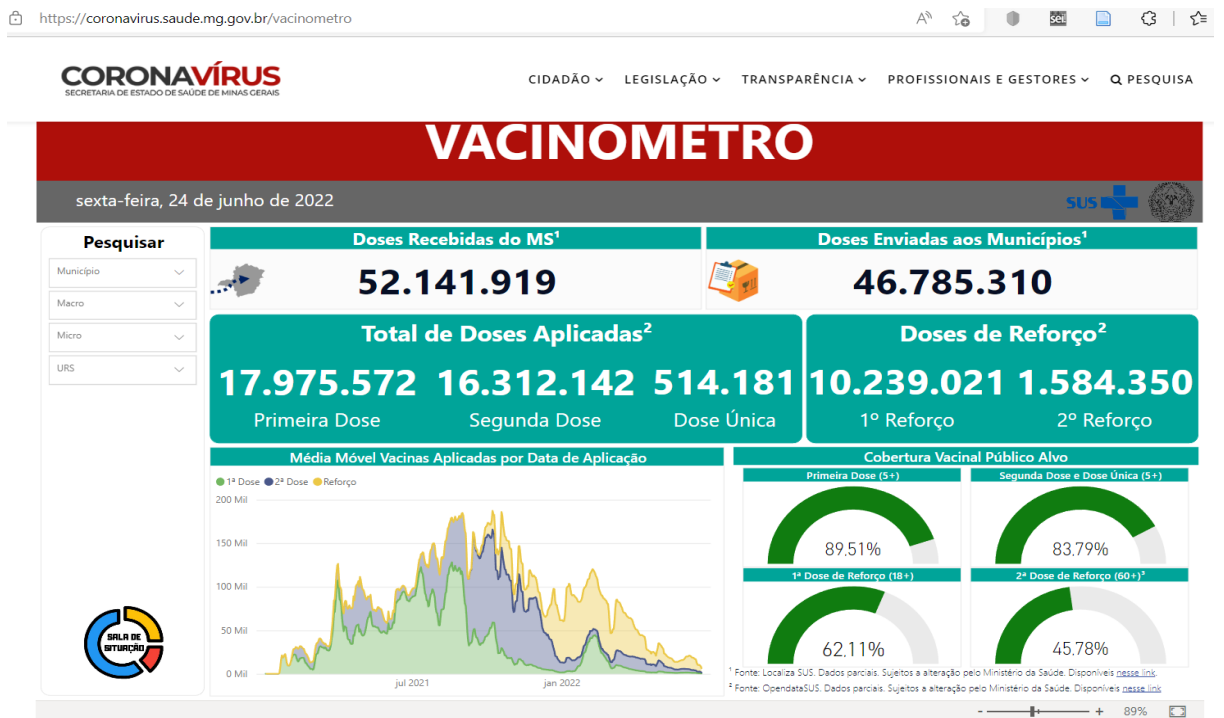 https://coronavirus.saude.mg.gov.br/vacinometro
sei!
CORONAVÍRUS
SECRETARIA DE ESTADO DE SAÚDE DE MINAS GERAIS
CIDADÃO LEGISLAÇÃO TRANSPARÊNCIA PROFISSIONAIS E GESTORES PESQUISA
VACINOMETRO
sexta-feira, 24 de junho de 2022
SUS
Pesquisar
Município
Macro
Micro
URS
Doses Recebidas do MS¹
52.141.919
Doses Enviadas aos Municípios¹
46.785.310
Total de Doses Aplicadas²
17.975.572 16.312.142 514.181
Primeira Dose Segunda Dose Dose Única
Doses de Reforço²
10.239.021 1.584.350
1º Reforço 2º Reforço
Média Móvel Vacinas Aplicadas por Data de Aplicação
1ª Dose 2ª Dose Reforço
200 Mil
150 Mil
100 Mil
50 Mil
0 Mil
jul 2021 jan 2022
Cobertura Vacinal Público Alvo
Primeira Dose (5+)
89.51%
Segunda Dose e Dose Única (5+)
83.79%
1ª Dose de Reforço (18+)
62.11%
2ª Dose de Reforço (60+)³
45.78%
SALA DE
SITUAÇÃO
¹ Fonte: Localiza SUS. Dados parciais. Sujeitos a alteração pelo Ministério da Saúde. Disponíveis nesse link.
² Fonte: OpendataSUS. Dados parciais. Sujeitos a alteração pelo Ministério da Saúde. Disponíveis nesse link
- + 89%